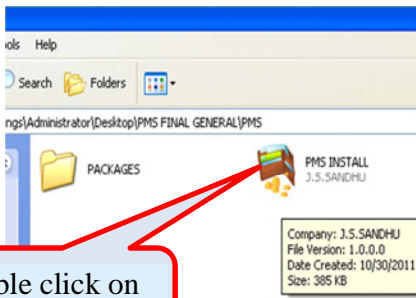 ools Help
Search Folders
ngs\Administrator\Desktop\PMS FINAL GENERAL\PMS
PACKAGES
PMS INSTALL
J.S.SANDHU
Company: J.S.SANDHU
File Version: 1.0.0.0
Date Created: 10/30/2011
Size: 385 KB
ble click on